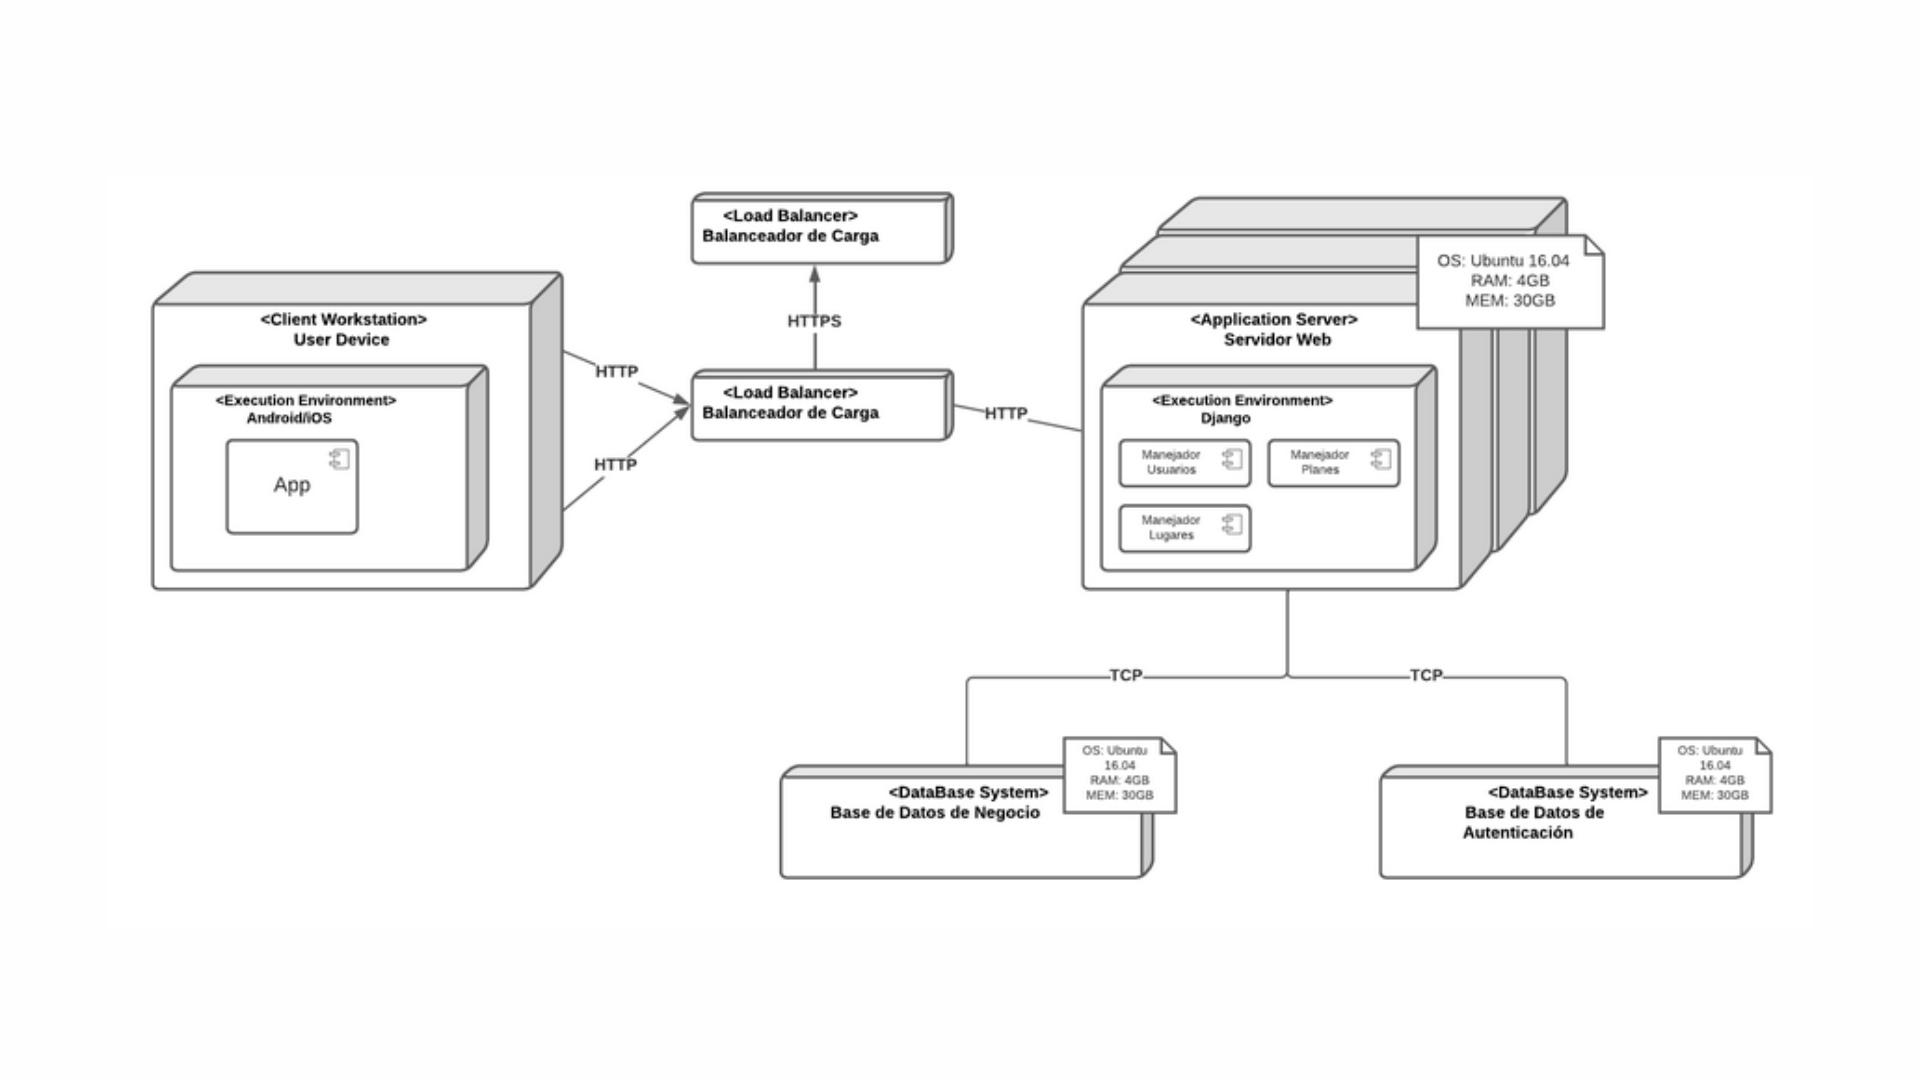 <Client Workstation>
User Device
<Execution Environment>
Android/iOS
App
HTTP
HTTP
<Load Balancer>
Balanceador de Carga
HTTPS
<Load Balancer>
Balanceador de Carga
HTTP
OS: Ubuntu 16.04
RAM: 4GB
MEM: 30GB
<Application Server>
Servidor Web
<Execution Environment>
Django
Manejador
Usuarios
Manejador
Planes
Manejador
Lugares
TCP
TCP
OS: Ubuntu
16.04
RAM: 4GB
MEM: 30GB
<DataBase System>
Base de Datos de Negocio
OS: Ubuntu
16.04
RAM: 4GB
MEM: 30GB
<DataBase System>
Base de Datos de
Autenticación